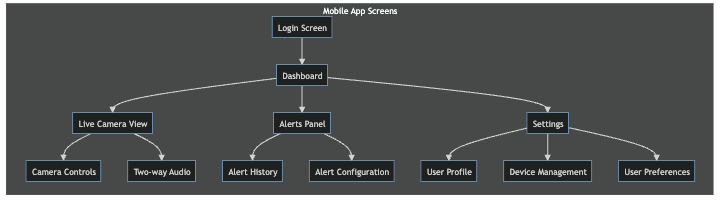 Mobile App Screens
Login Screen
Dashboard
Live Camera View
Alerts Panel
Settings
Camera Controls
Two-way Audio
Alert History
Alert Configuration
User Profile
Device Management
User Preferences